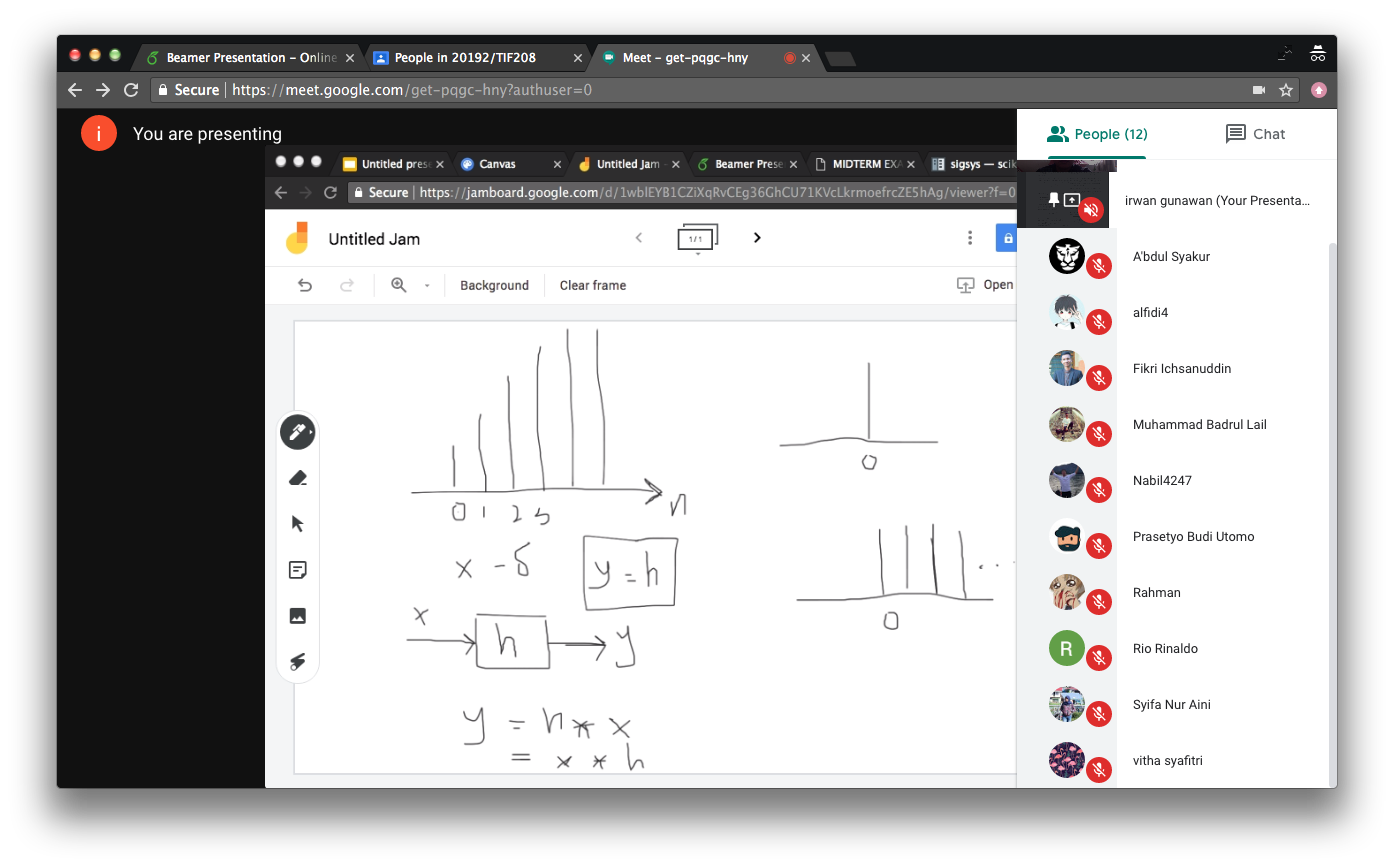 Beamer Presentation – Online
People in 20192/TIF208
Meet – get-pqgc-hny
Secure | https://meet.google.com/get-pqgc-hny?authuser=0
i You are presenting
People (12)
Chat
Untitled prese
Canvas
Untitled Jam -
Beamer Prese
MIDTERM EXA
sigsys — scik
Secure | https://jamboard.google.com/d/1wblEYB1CZiXqRvCEg36GhCU71KVcLkrmoefrcZE5hAg/viewer?f=0
Untitled Jam
1/1
Background
Clear frame
Open
0 1 2 3
n
0
x - δ
y = h
0
x
h
y
y = h * x
= x * h
irwan gunawan (Your Presenta...
A'bdul Syakur
alfidi4
Fikri Ichsanuddin
Muhammad Badrul Lail
Nabil4247
Prasetyo Budi Utomo
Rahman
R Rio Rinaldo
Syifa Nur Aini
vitha syafitri